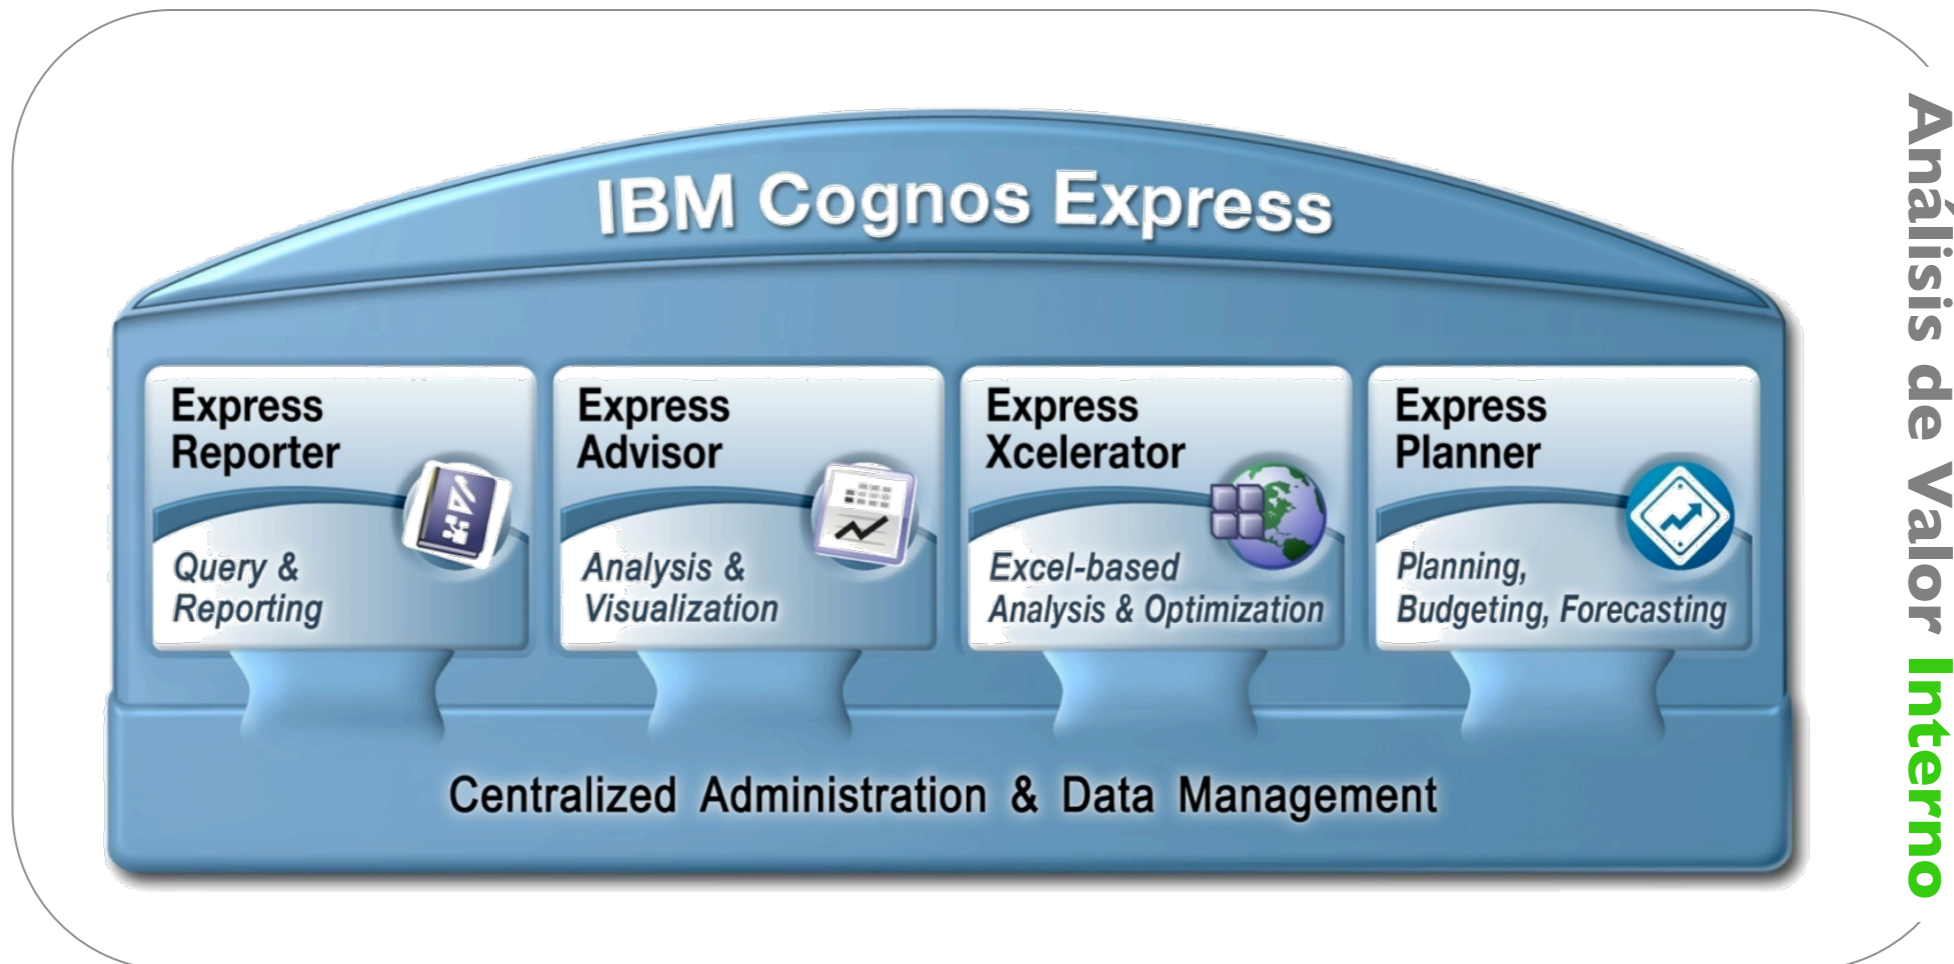 IBM Cognos Express
Express
Reporter
Query &
Reporting
Express
Advisor
Analysis &
Visualization
Express
Xcelerator
Excel-based
Analysis & Optimization
Express
Planner
Planning,
Budgeting, Forecasting
Centralized Administration & Data Management
Análisis de Valor Interno